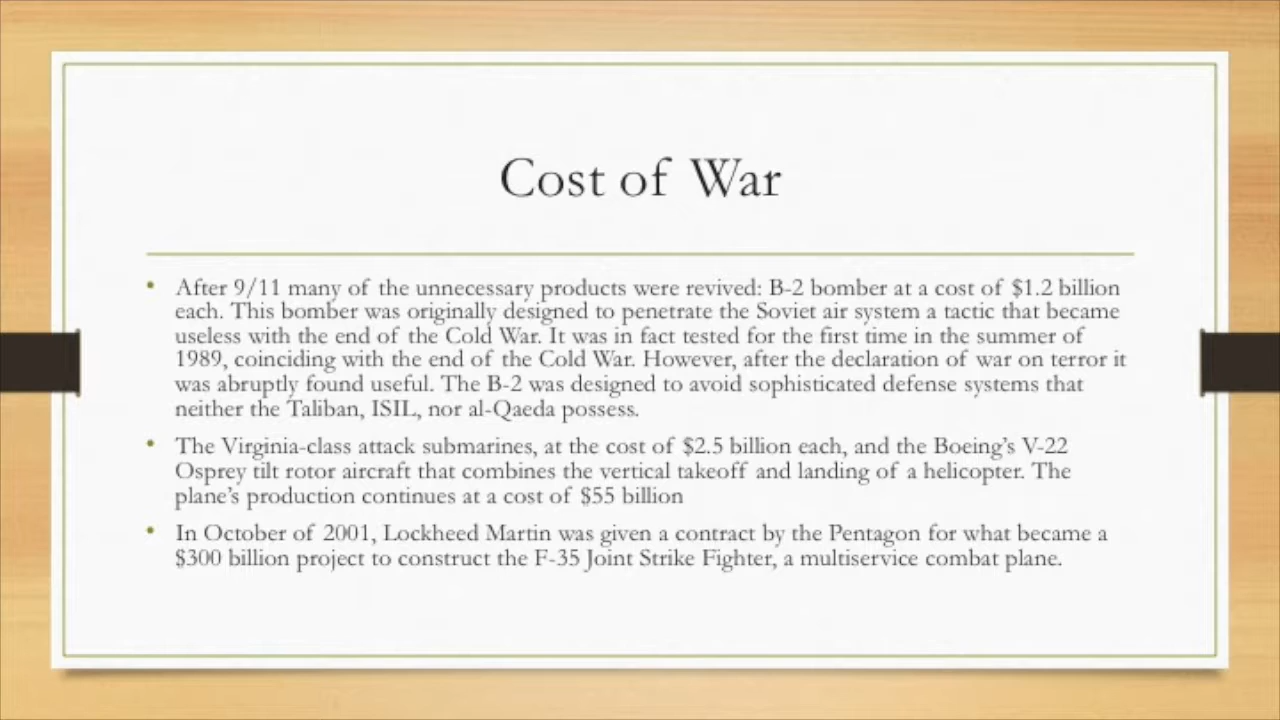 Cost of War
• After 9/11 many of the unnecessary products were revived: B-2 bomber at a cost of $1.2 billion
each. This bomber was originally designed to penetrate the Soviet air system a tactic that became
useless with the end of the Cold War. It was in fact tested for the first time in the summer of
1989, coinciding with the end of the Cold War. However, after the declaration of war on terror it
was abruptly found useful. The B-2 was designed to avoid sophisticated defense systems that
neither the Taliban, ISIL, nor al-Qaeda possess.
• The Virginia-class attack submarines, at the cost of $2.5 billion each, and the Boeing's V-22
Osprey tilt rotor aircraft that combines the vertical takeoff and landing of a helicopter. The
plane's production continues at a cost of $55 billion
• In October of 2001, Lockheed Martin was given a contract by the Pentagon for what became a
$300 billion project to construct the F-35 Joint Strike Fighter, a multiservice combat plane.